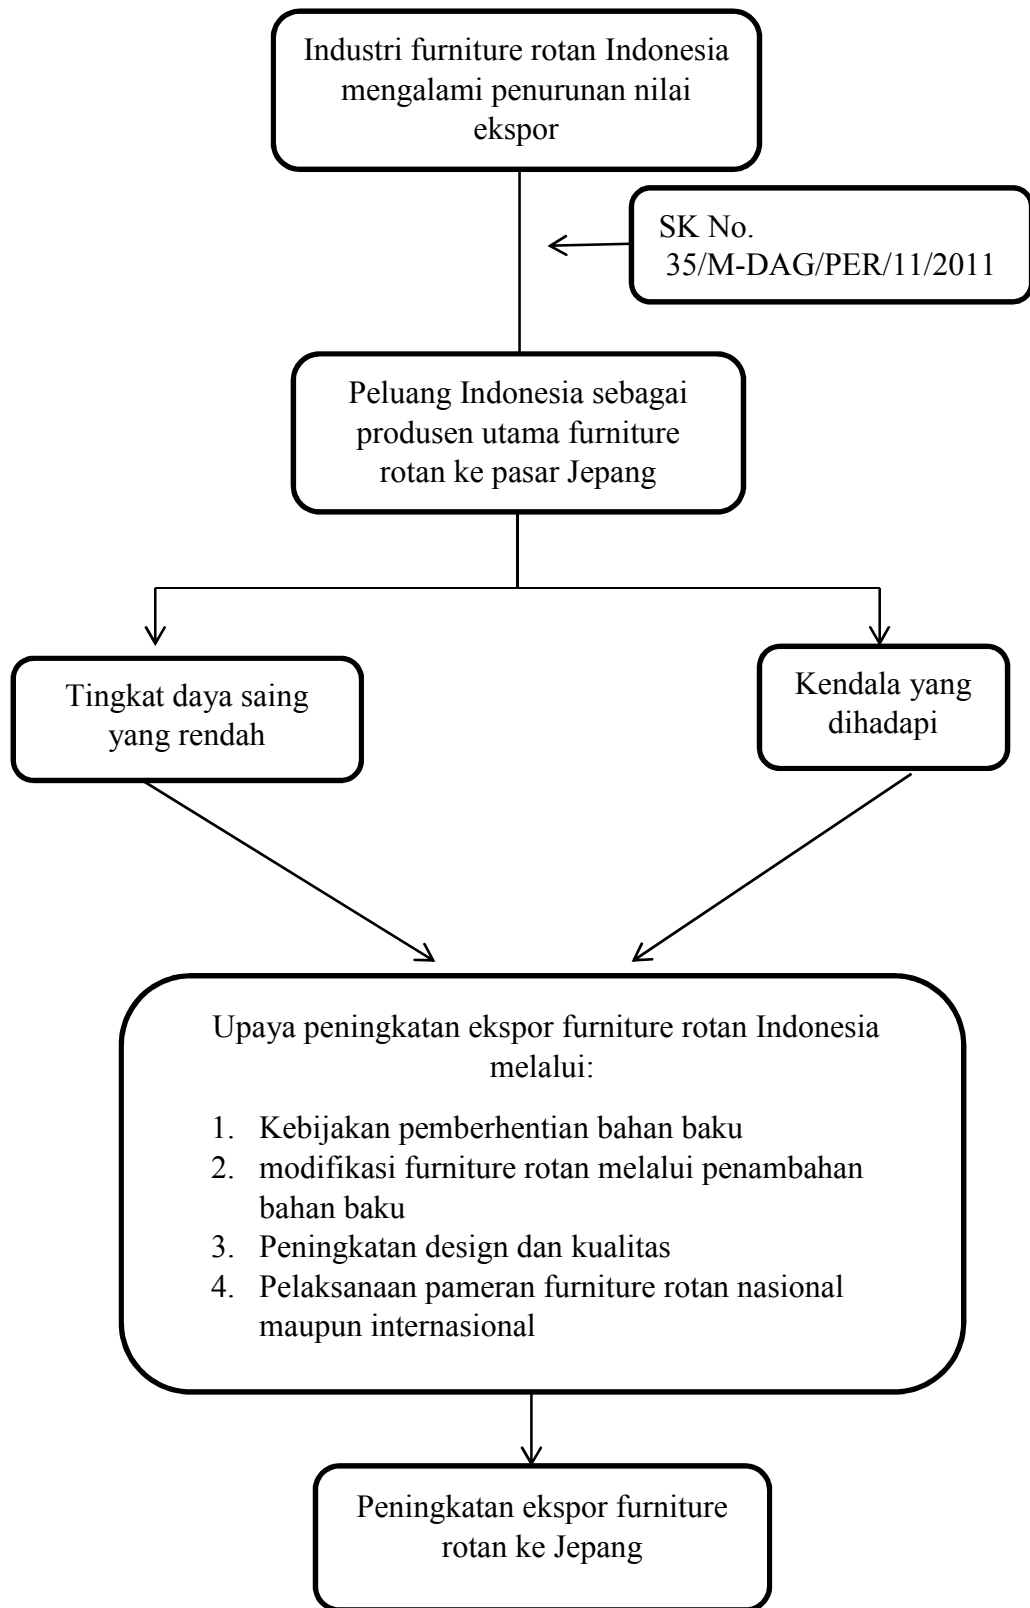 Industri furniture rotan Indonesia
mengalami penurunan nilai
ekspor
SK No.
35/M-DAG/PER/11/2011
Peluang Indonesia sebagai
produsen utama furniture
rotan ke pasar Jepang
Tingkat daya saing
yang rendah
Kendala yang
dihadapi
Upaya peningkatan ekspor furniture rotan Indonesia
melalui:
1. Kebijakan pemberhentian bahan baku
2. modifikasi furniture rotan melalui penambahan
bahan baku
3. Peningkatan design dan kualitas
4. Pelaksanaan pameran furniture rotan nasional
maupun internasional
Peningkatan ekspor furniture
rotan ke Jepang